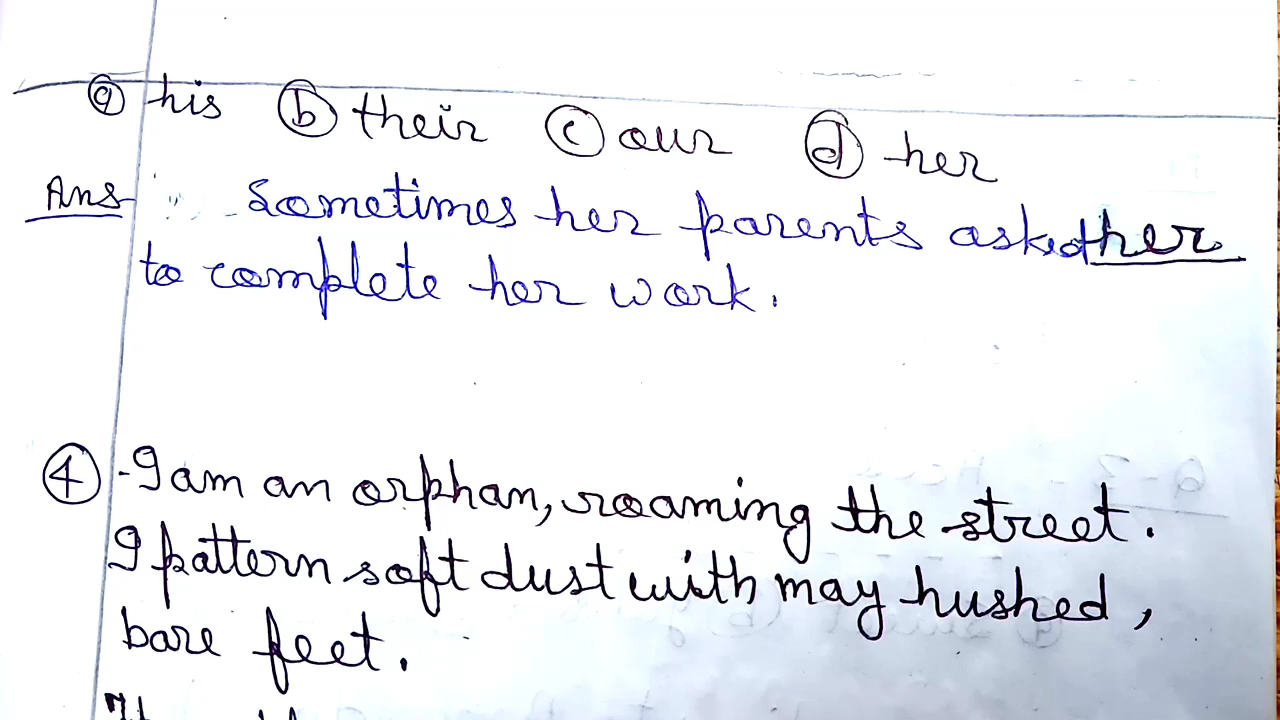 ⓐ his ⓑ their ⓒ our ⓓ her
Ans- Sometimes her parents asked her
to complete her work.
④ -I am an orphan, roaming the street.
I pattern soft dust with may hushed,
bare feet.